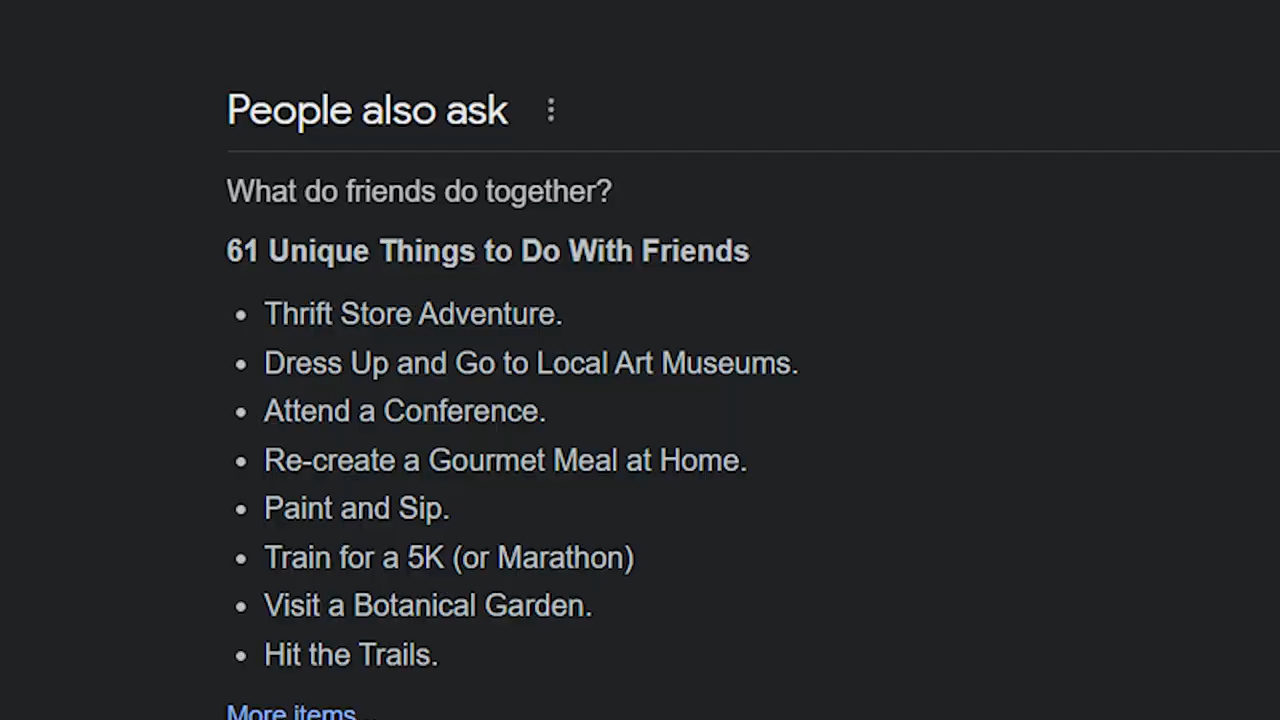 People also ask
What do friends do together?
61 Unique Things to Do With Friends
• Thrift Store Adventure.
• Dress Up and Go to Local Art Museums.
• Attend a Conference.
• Re-create a Gourmet Meal at Home.
• Paint and Sip.
• Train for a 5K (or Marathon)
• Visit a Botanical Garden.
• Hit the Trails.
More items...